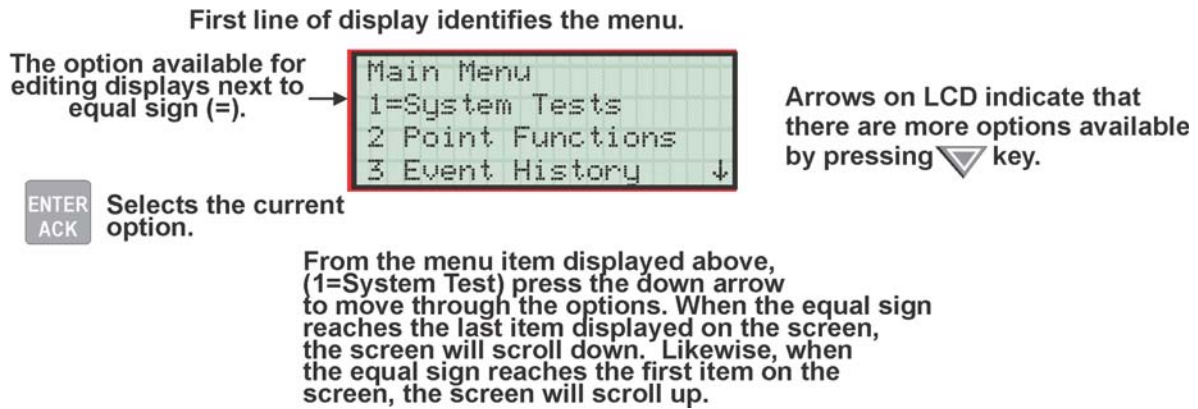 First line of display identifies the menu.
The option available for
editing displays next to
equal sign (=).
Main Menu
1=System Tests
2 Point Functions
3 Event History ↓
Arrows on LCD indicate that
there are more options available
by pressing key.
ENTER
ACK
Selects the current
option.
From the menu item displayed above,
(1=System Test) press the down arrow
to move through the options. When the equal sign
reaches the last item displayed on the screen,
the screen will scroll down. Likewise, when
the equal sign reaches the first item on the
screen, the screen will scroll up.